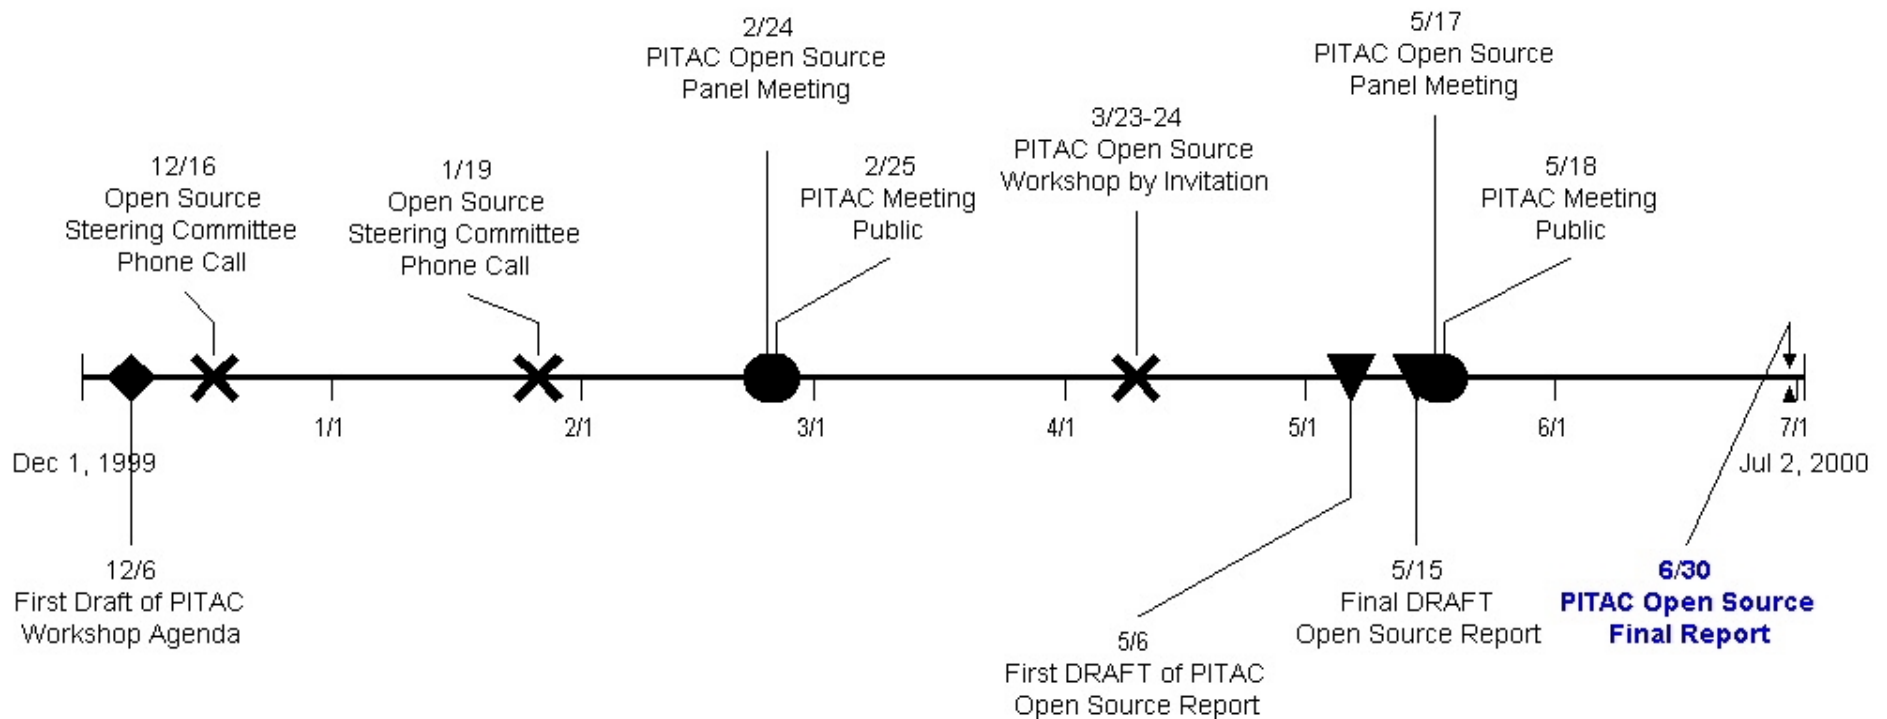 2/24
PITAC Open Source
Panel Meeting
5/17
PITAC Open Source
Panel Meeting
3/23-24
PITAC Open Source
Workshop by Invitation
12/16
Open Source
Steering Committee
Phone Call
1/19
Open Source
Steering Committee
Phone Call
2/25
PITAC Meeting
Public
5/18
PITAC Meeting
Public
1/1
2/1
3/1
4/1
5/1
6/1
7/1
Dec 1, 1999
Jul 2, 2000
12/6
First Draft of PITAC
Workshop Agenda
5/6
First DRAFT of PITAC
Open Source Report
5/15
Final DRAFT
Open Source Report
6/30
PITAC Open Source
Final Report